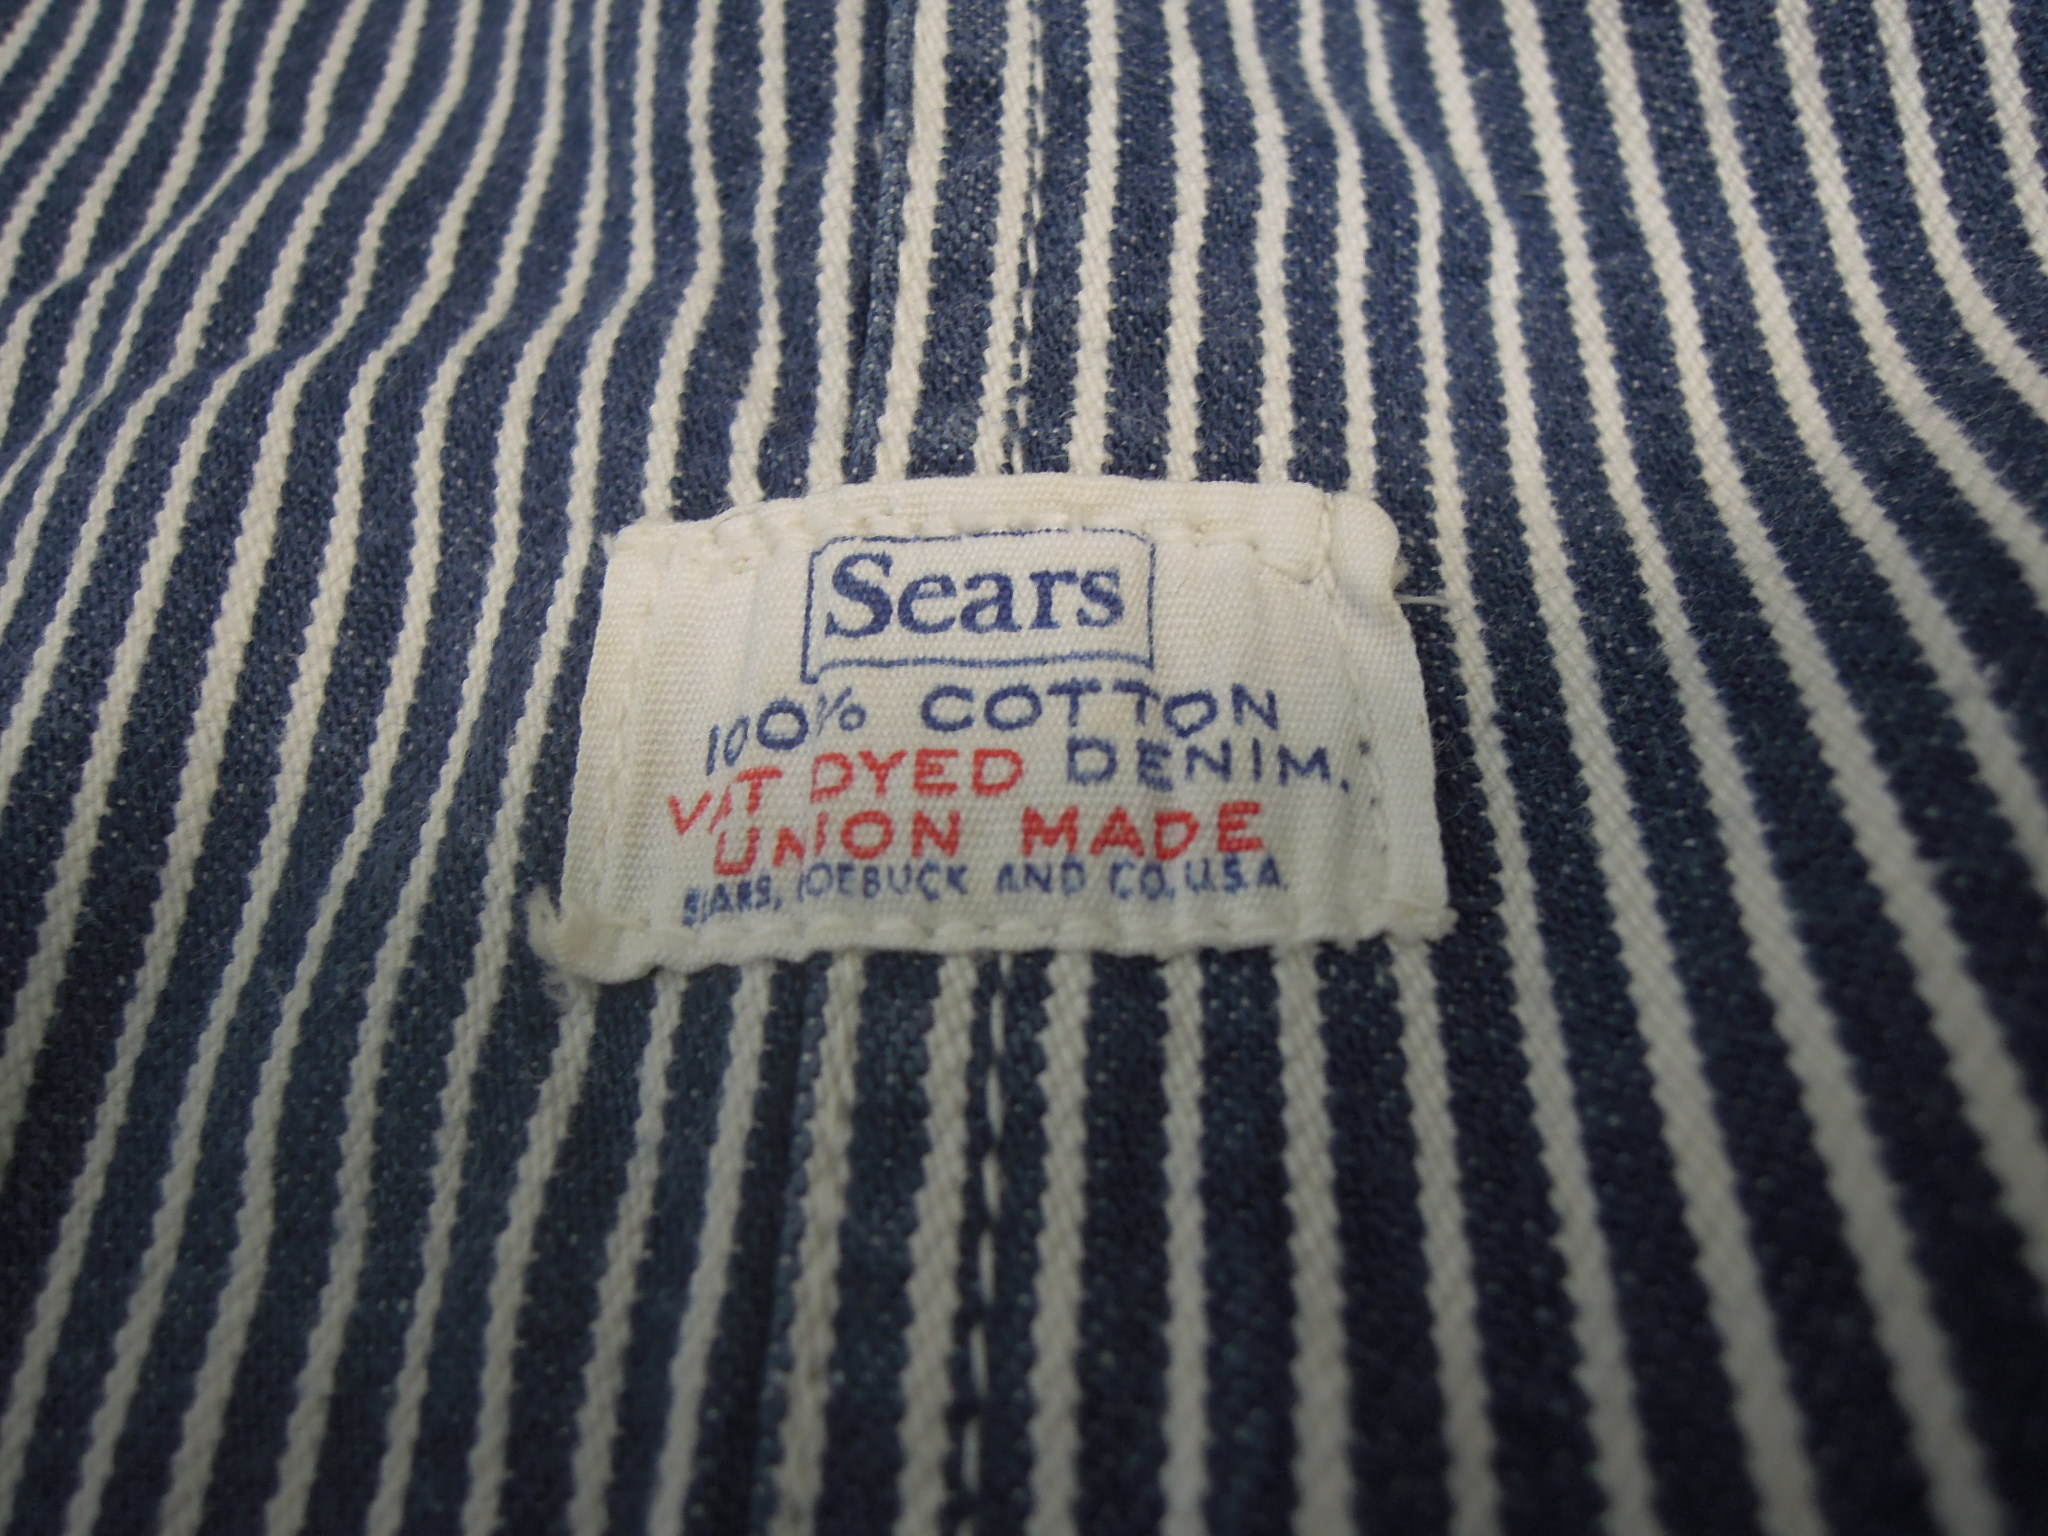 Sears
100% COTTON
VAT DYED DENIM.
UNION MADE
SEARS, ROEBUCK AND CO. U.S.A.